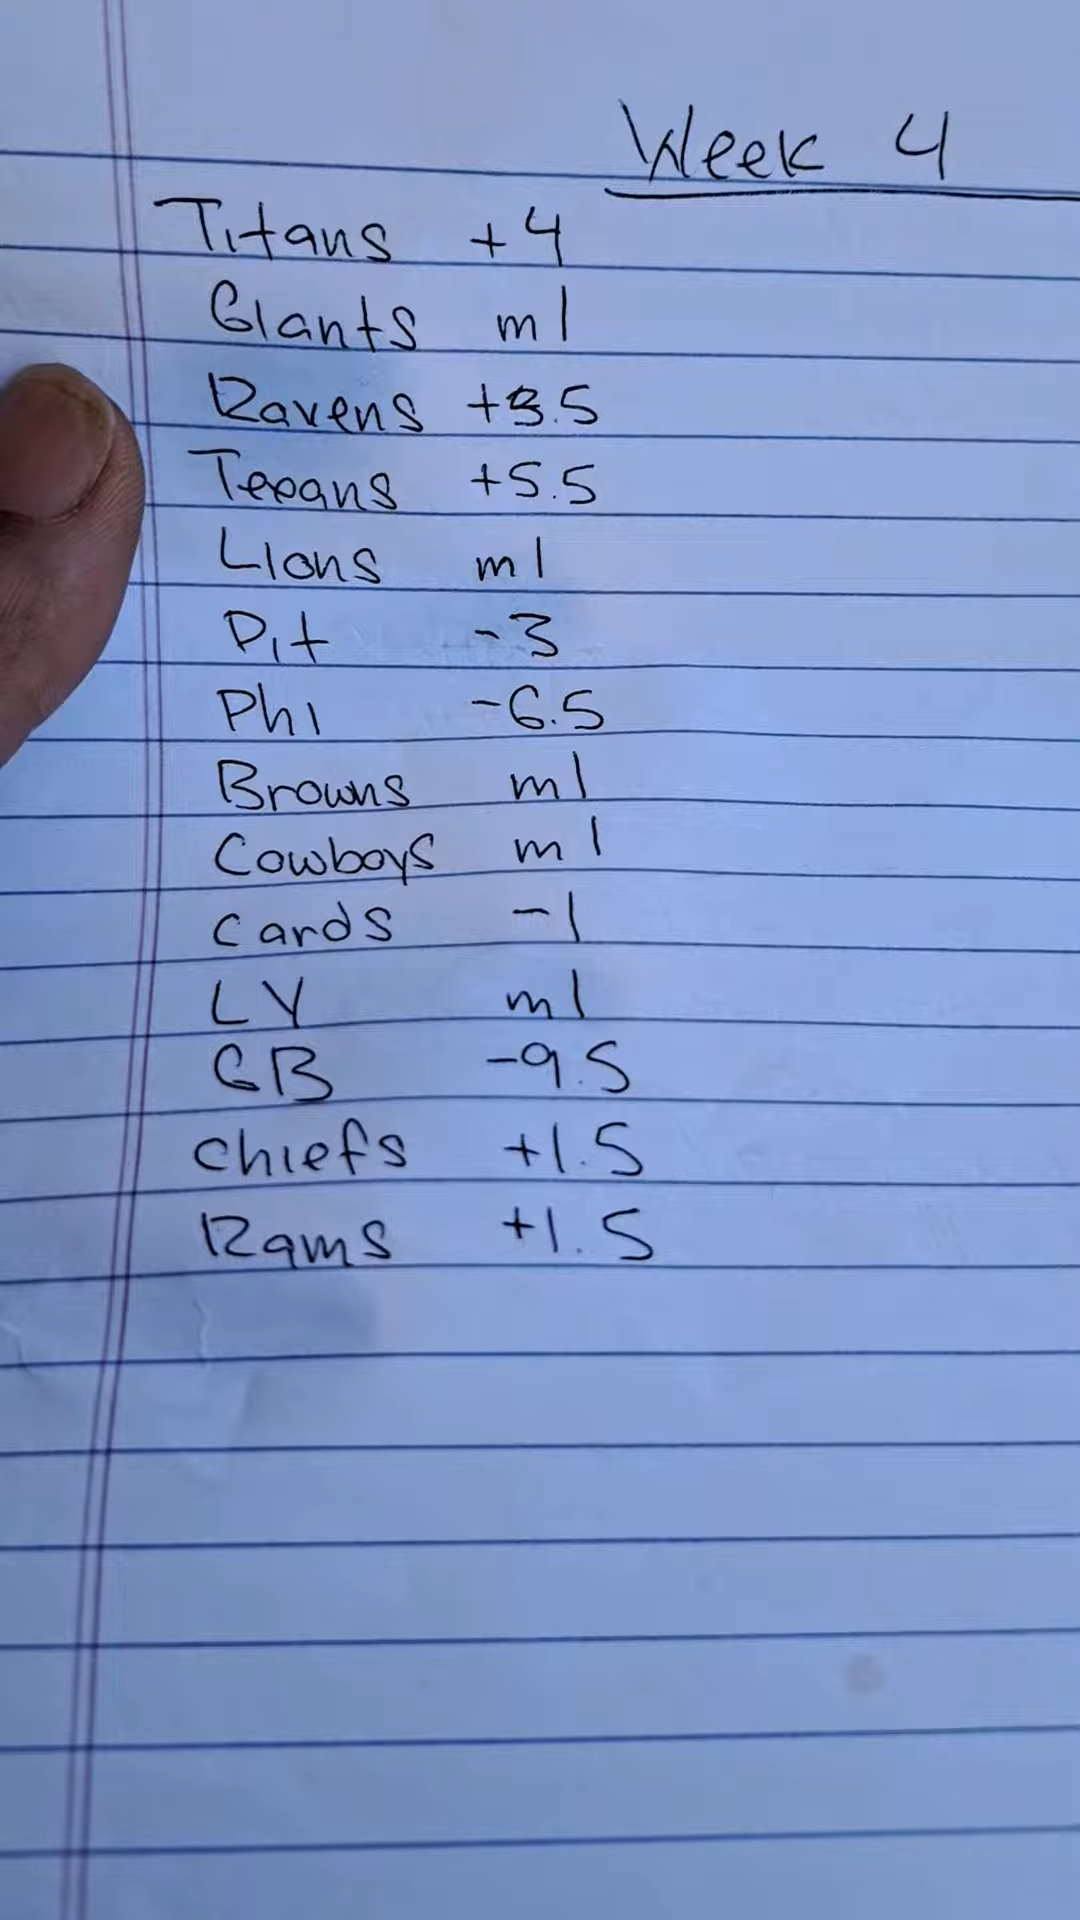 Week 4
Titans +4
Giants ml
Ravens +3.5
Texans +5.5
Lions ml
Pit -3
Phi -6.5
Browns ml
Cowboys ml
Cards -1
LV ml
GB -9.5
Chiefs +1.5
Rams +1.5